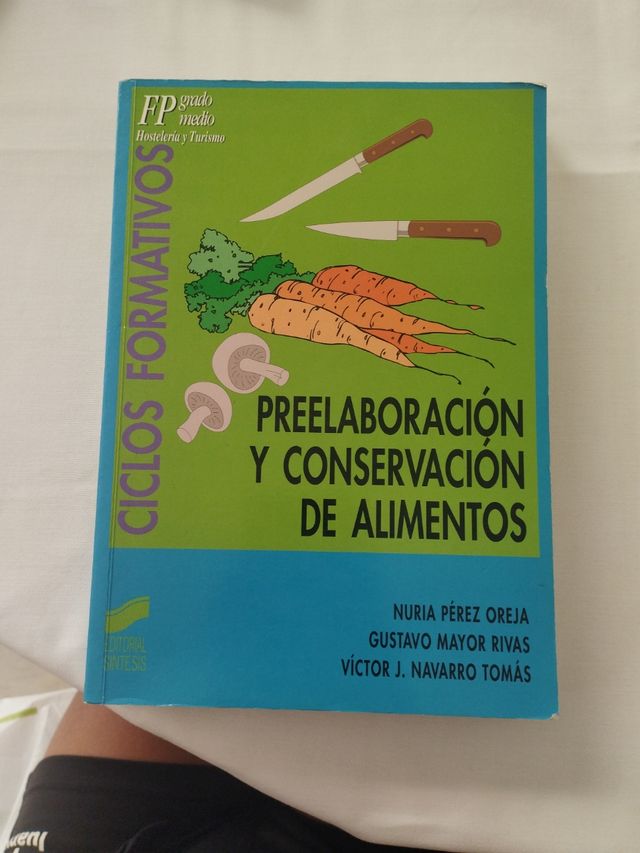 FP grado
medio
Hostelería y Turismo
CICLOS FORMATIVOS
PREELABORACIÓN
Y CONSERVACIÓN
DE ALIMENTOS
NURIA PÉREZ OREJA
GUSTAVO MAYOR RIVAS
VÍCTOR J. NAVARRO TOMÁS
EDITORIAL
SINTESIS